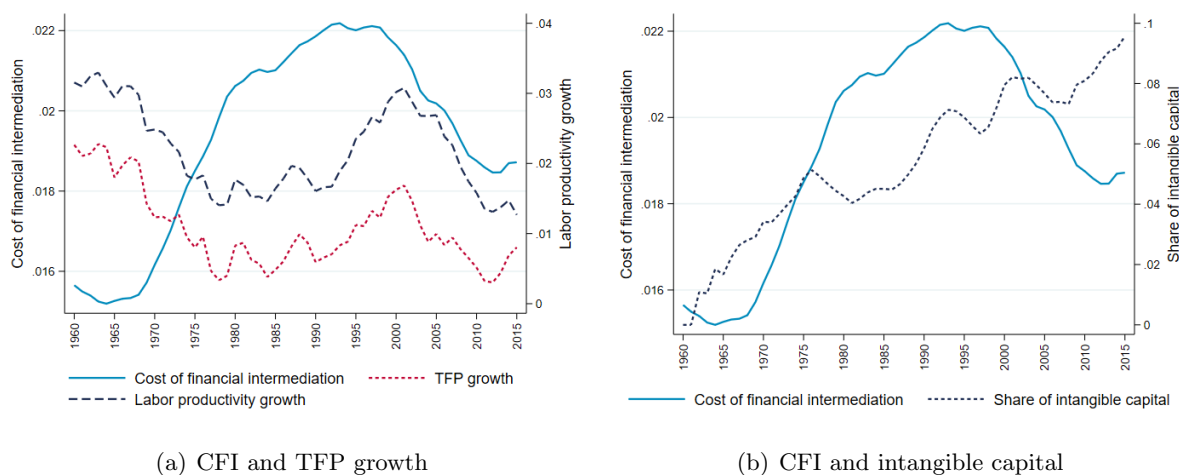 .022
.02
.018
.016
Cost of financial intermediation
.04
.03
.02
.01
0
Labor productivity growth
1960 1965 1970 1975 1980 1985 1990 1995 2000 2005 2010 2015
Cost of financial intermediation TFP growth
Labor productivity growth
(a) CFI and TFP growth
.022
.02
.018
.016
Cost of financial intermediation
.1
.08
.06
.04
.02
0
Share of intangible capital
1960 1965 1970 1975 1980 1985 1990 1995 2000 2005 2010 2015
Cost of financial intermediation Share of intangible capital
(b) CFI and intangible capital